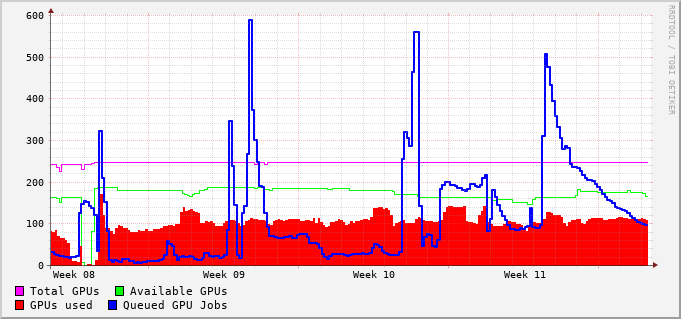 600
500
400
300
200
100
0
Week 08 Week 09 Week 10 Week 11
Total GPUs Available GPUs
GPUs used Queued GPU Jobs
RRDTOOL / TOBI OETIKER